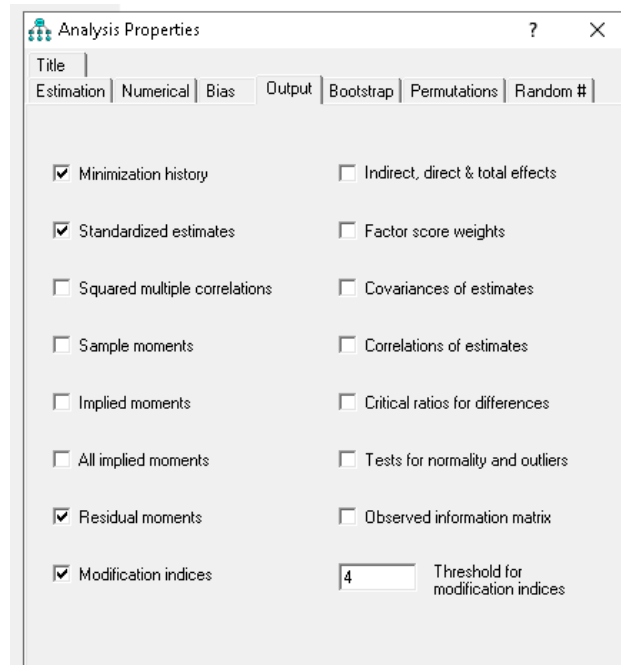 Analysis Properties ? ×
Title
Estimation Numerical Bias Output Bootstrap Permutations Random #
Minimization history
Indirect, direct & total effects
Standardized estimates
Factor score weights
Squared multiple correlations
Covariances of estimates
Sample moments
Correlations of estimates
Implied moments
Critical ratios for differences
All implied moments
Tests for normality and outliers
Residual moments
Observed information matrix
Modification indices
4
Threshold for
modification indices